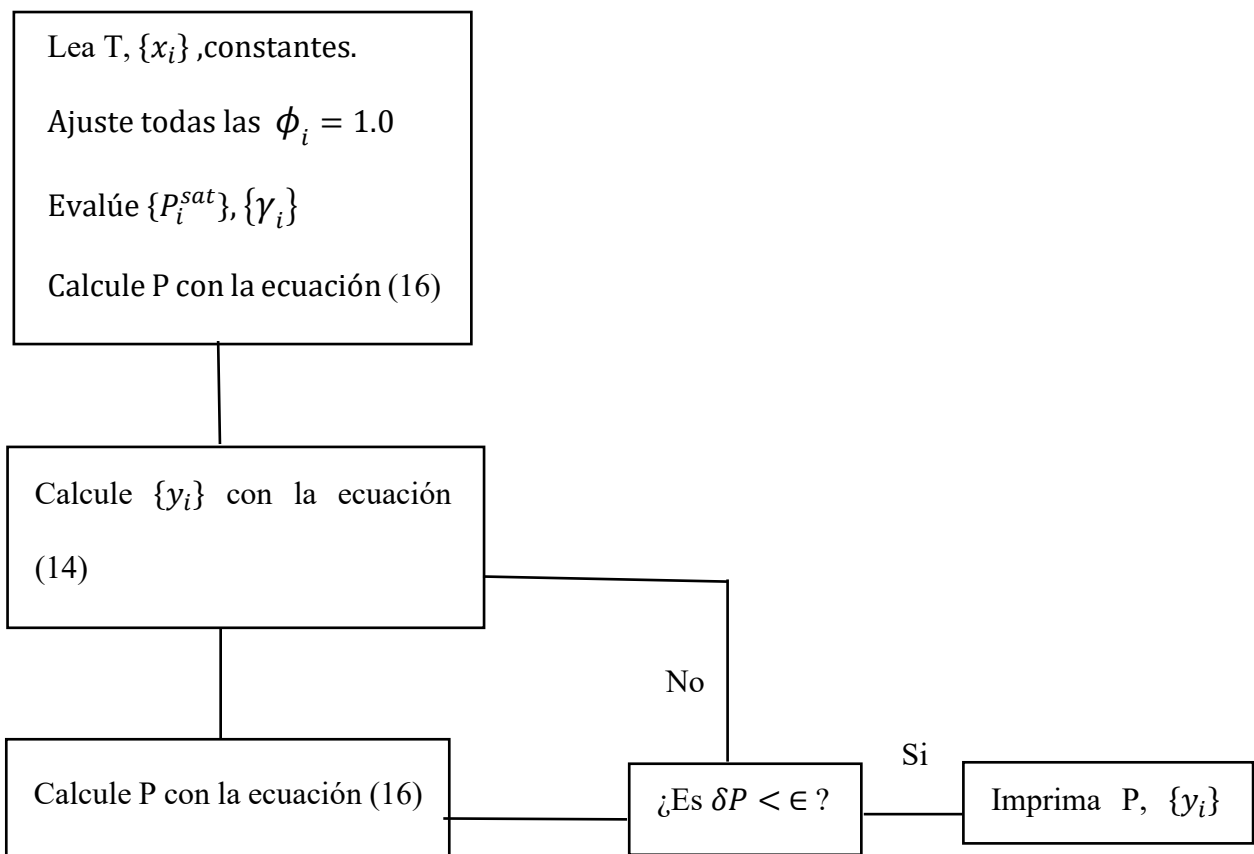 Lea T, {𝑥ᵢ} ,constantes.
Ajuste todas las 𝜙ᵢ = 1.0
Evalúe {𝑃ᵢˢᵃᵗ}, {𝛾ᵢ}
Calcule P con la ecuación (16)
Calcule {𝑦ᵢ} con la ecuación
(14)
No
Si
Calcule P con la ecuación (16)
¿Es 𝛿𝑃 < ∈ ?
Imprima P, {𝑦ᵢ}